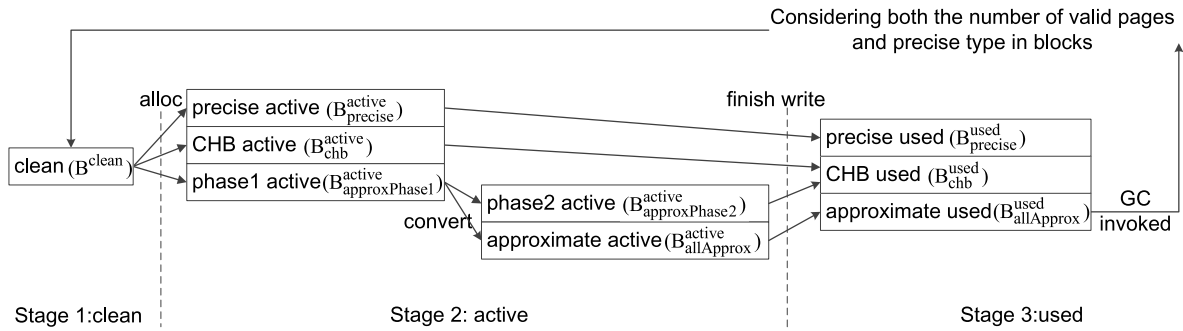 Considering both the number of valid pages
and precise type in blocks
alloc
finish write
precise active (B^active_precise)
CHB active (B^active_chb)
phase1 active(B^active_approxPhase1)
clean (B^clean)
convert
phase2 active (B^active_approxPhase2)
approximate active(B^active_allApprox)
precise used (B^used_precise)
CHB used (B^used_chb)
approximate used(B^used_allApprox)
GC
invoked
Stage 1:clean
Stage 2: active
Stage 3:used